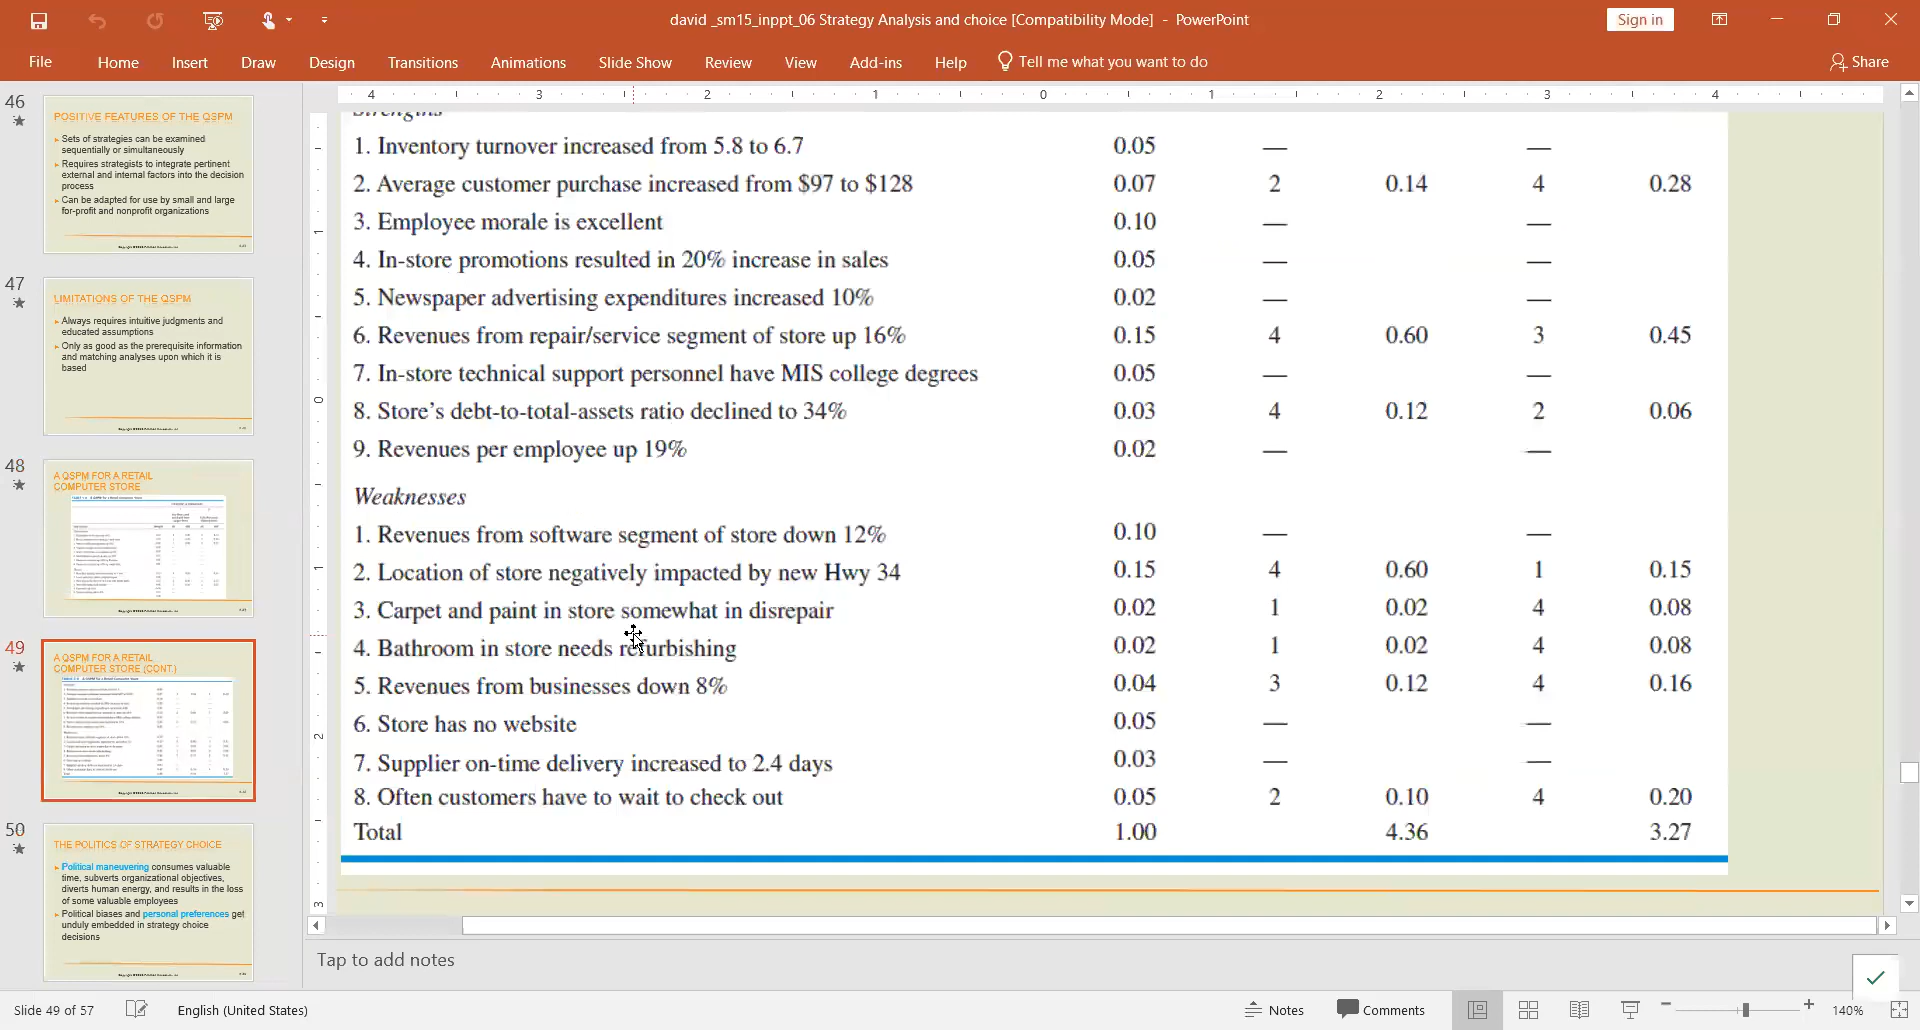 david _sm15_inppt_06 Strategy Analysis and choice [Compatibility Mode] - PowerPoint
Sign in
File Home Insert Draw Design Transitions Animations Slide Show Review View Add-ins Help Tell me what you want to do
Share
4 3 2 1 0 1 2 3 4
46
POSITIVE FEATURES OF THE QSPM
Sets of strategies can be examined
sequentially or simultaneously
Requires strategists to integrate pertinent
external and internal factors into the decision
process
Can be adapted for use by small and large
for-profit and nonprofit organizations
47
LIMITATIONS OF THE QSPM
Always requires intuitive judgments and
educated assumptions
Only as good as the prerequisite information
and matching analyses upon which it is
based
48
A QSPM FOR A RETAIL
COMPUTER STORE
49
A QSPM FOR A RETAIL
COMPUTER STORE (CONT.)
50
THE POLITICS OF STRATEGY CHOICE
Political maneuvering consumes valuable
time, subverts organizational objectives,
diverts human energy, and results in the loss
of some valuable employees
Political biases and personal preferences get
unduly embedded in strategy choice
decisions
1
0
1
2
3
Strengths
1. Inventory turnover increased from 5.8 to 6.7 0.05 — —
2. Average customer purchase increased from $97 to $128 0.07 2 0.14 4 0.28
3. Employee morale is excellent 0.10 — —
4. In-store promotions resulted in 20% increase in sales 0.05 — —
5. Newspaper advertising expenditures increased 10% 0.02 — —
6. Revenues from repair/service segment of store up 16% 0.15 4 0.60 3 0.45
7. In-store technical support personnel have MIS college degrees 0.05 — —
8. Store's debt-to-total-assets ratio declined to 34% 0.03 4 0.12 2 0.06
9. Revenues per employee up 19% 0.02 — —
Weaknesses
1. Revenues from software segment of store down 12% 0.10 — —
2. Location of store negatively impacted by new Hwy 34 0.15 4 0.60 1 0.15
3. Carpet and paint in store somewhat in disrepair 0.02 1 0.02 4 0.08
4. Bathroom in store needs refurbishing 0.02 1 0.02 4 0.08
5. Revenues from businesses down 8% 0.04 3 0.12 4 0.16
6. Store has no website 0.05 — —
7. Supplier on-time delivery increased to 2.4 days 0.03 — —
8. Often customers have to wait to check out 0.05 2 0.10 4 0.20
Total 1.00 4.36 3.27
Tap to add notes
Slide 49 of 57 English (United States) Notes Comments 140%